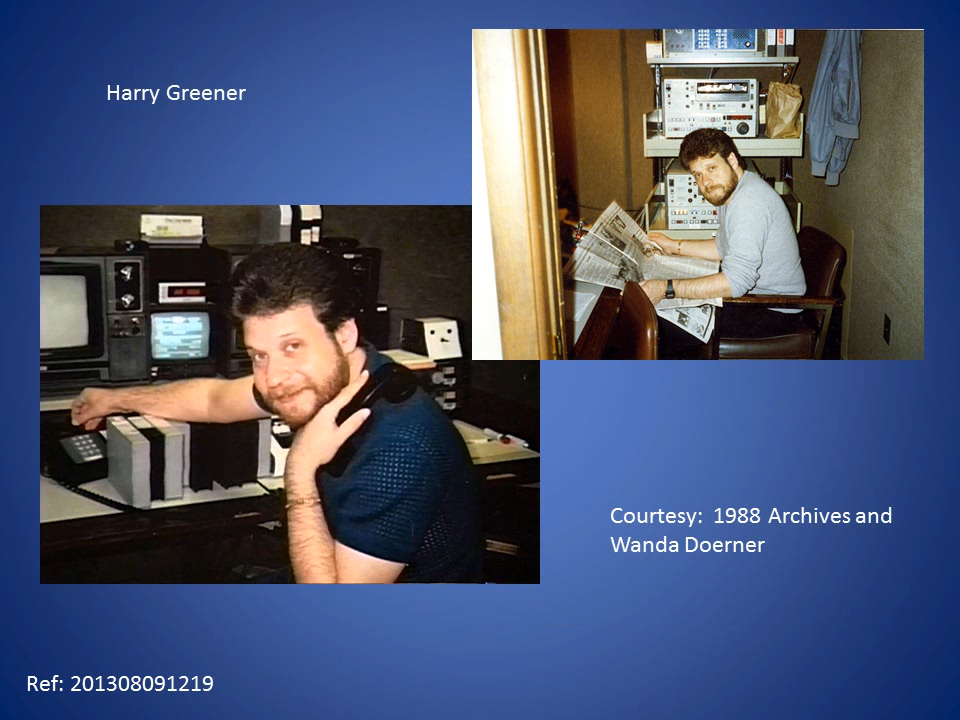 Harry Greener
Courtesy:  1988 Archives and
Wanda Doerner
Ref: 201308091219